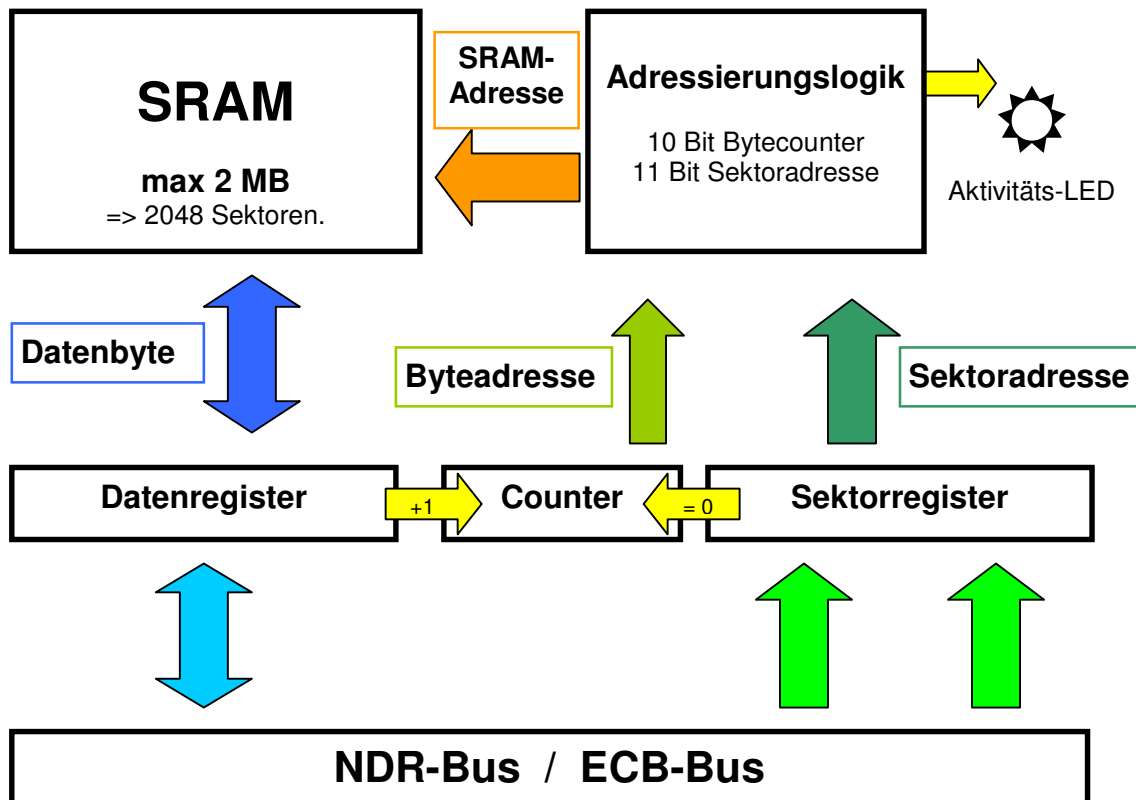 SRAM
max 2 MB
=> 2048 Sektoren.
SRAM-
Adresse
Adressierungslogik
10 Bit Bytecounter
11 Bit Sektoradresse
Aktivitäts-LED
Datenbyte
Byteadresse
Sektoradresse
Datenregister
+1
Counter
= 0
Sektorregister
NDR-Bus / ECB-Bus